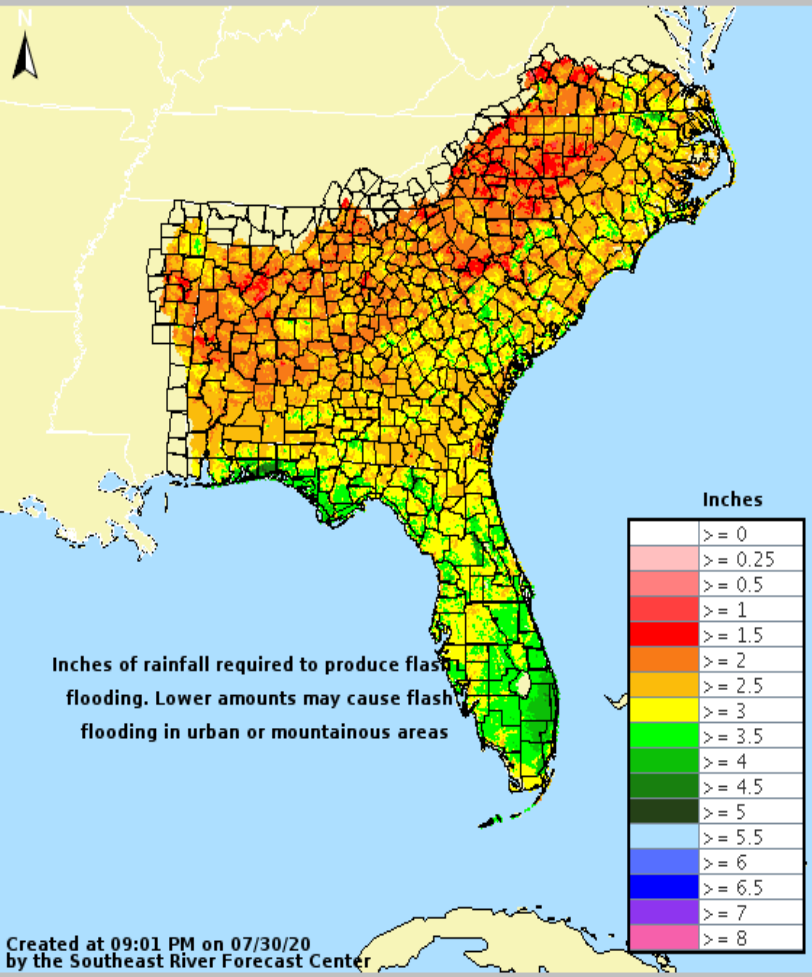 N
Inches
>= 0
>= 0.25
>= 0.5
>= 1
>= 1.5
>= 2
>= 2.5
>= 3
>= 3.5
>= 4
>= 4.5
>= 5
>= 5.5
>= 6
>= 6.5
>= 7
>= 8
Inches of rainfall required to produce flash
flooding. Lower amounts may cause flash
flooding in urban or mountainous areas
Created at 09:01 PM on 07/30/20
by the Southeast River Forecast Center